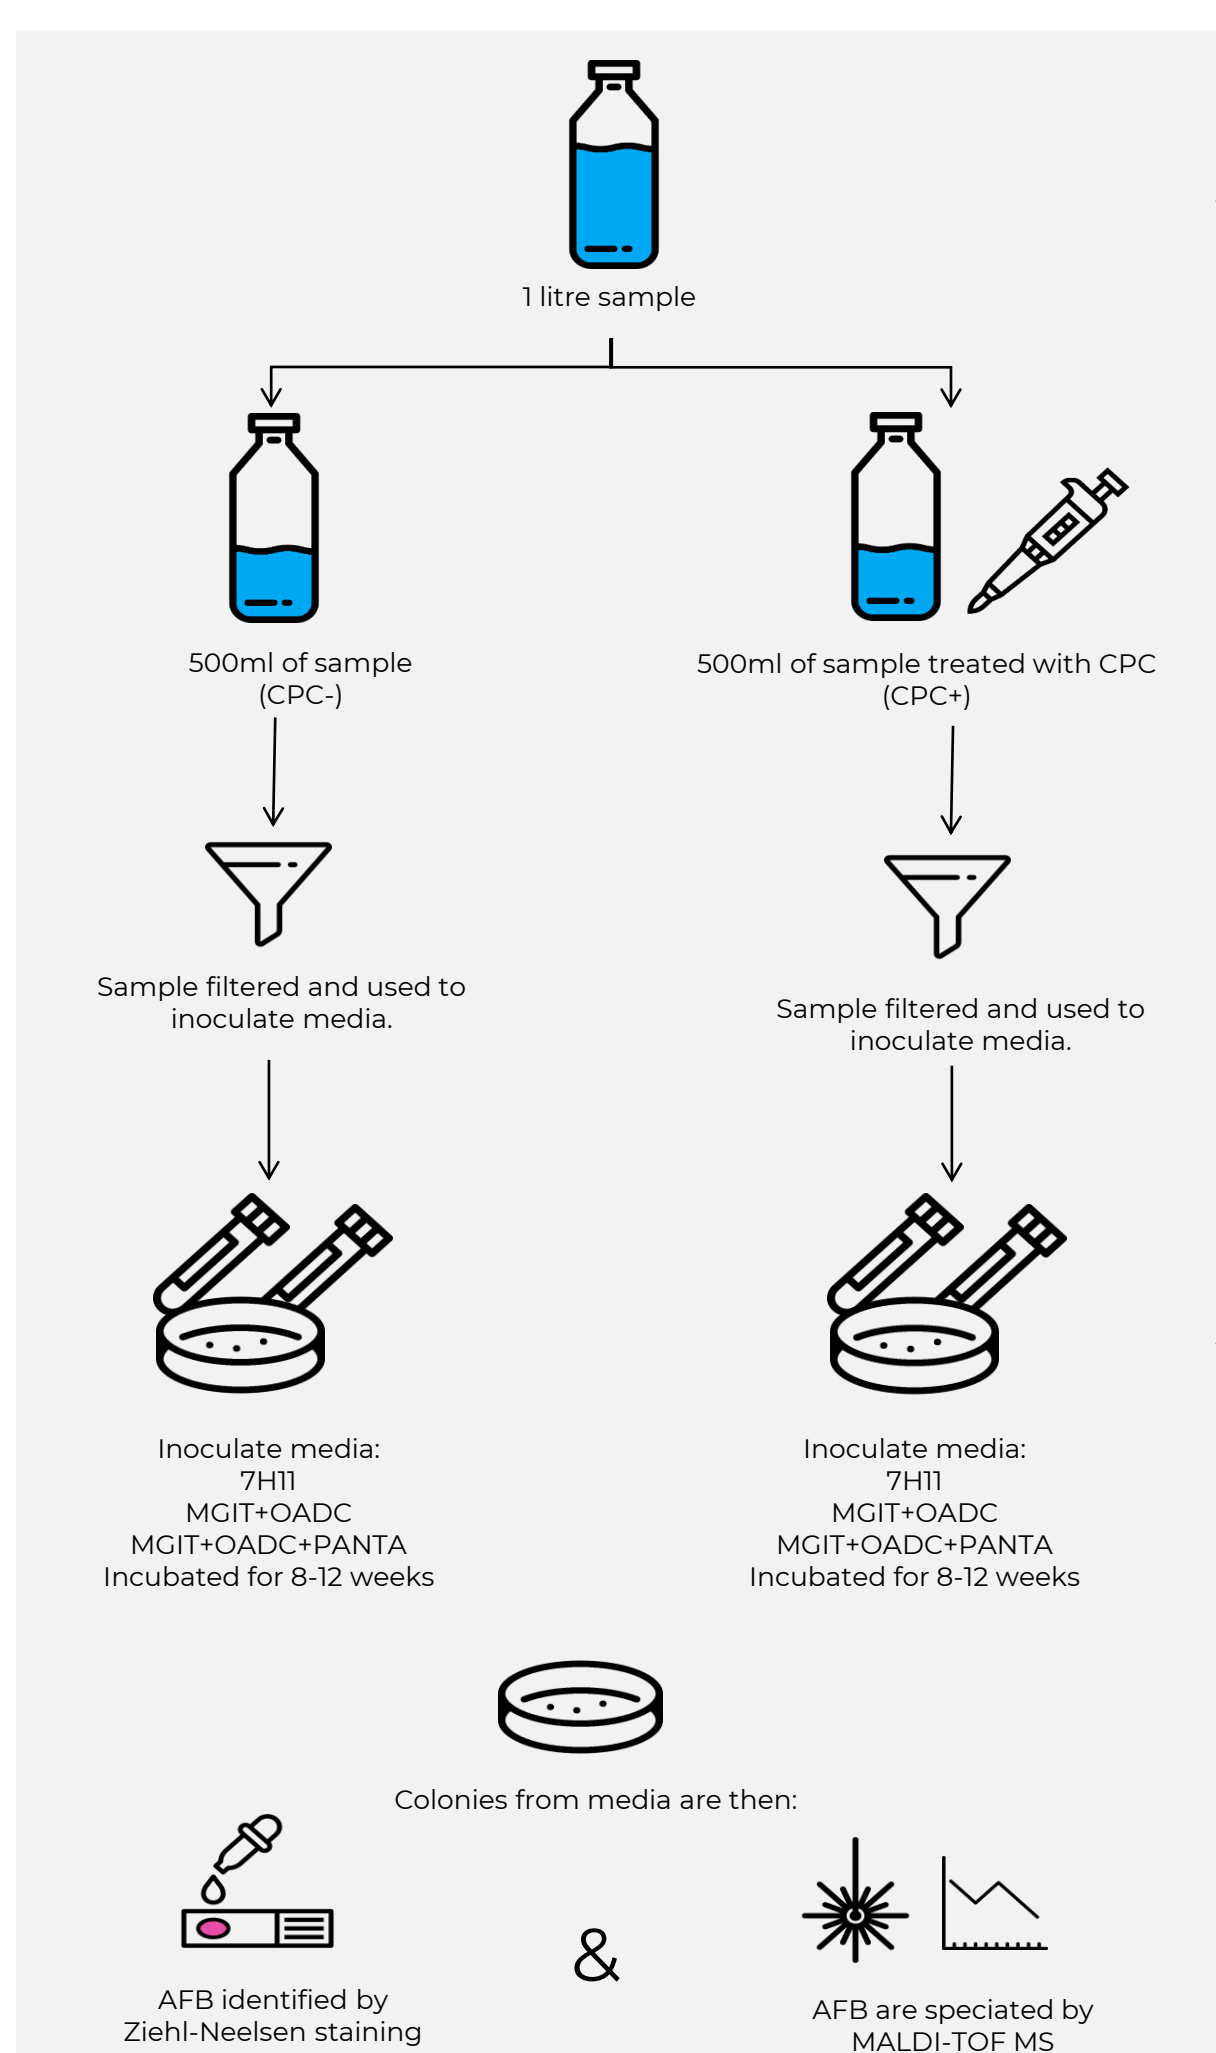 1 litre sample
500ml of sample
(CPC-)
500ml of sample treated with CPC
(CPC+)
Sample filtered and used to
inoculate media.
Sample filtered and used to
inoculate media.
Inoculate media:
7H11
MGIT+OADC
MGIT+OADC+PANTA
Incubated for 8-12 weeks
Inoculate media:
7H11
MGIT+OADC
MGIT+OADC+PANTA
Incubated for 8-12 weeks
Colonies from media are then:
AFB identified by
Ziehl-Neelsen staining
&
AFB are speciated by
MALDI-TOF MS